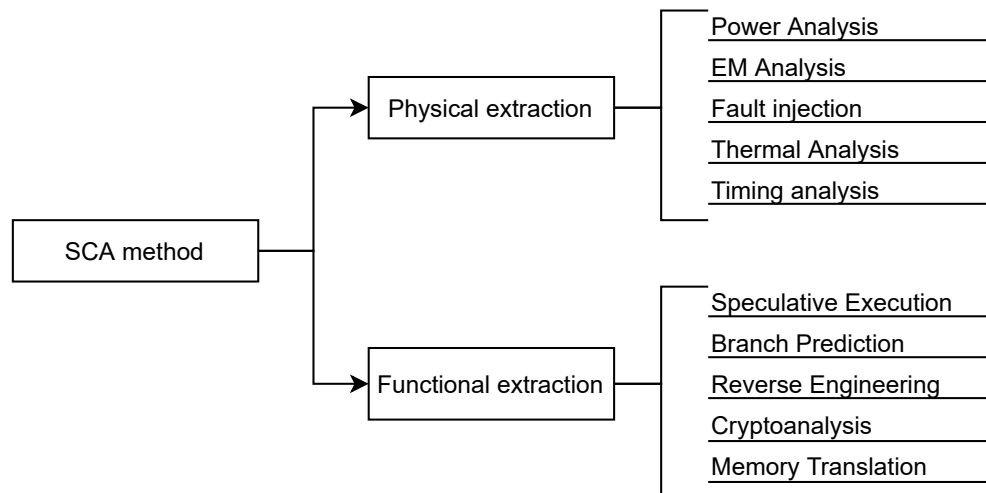 SCA method
Physical extraction
Power Analysis
EM Analysis
Fault injection
Thermal Analysis
Timing analysis
Functional extraction
Speculative Execution
Branch Prediction
Reverse Engineering
Cryptoanalysis
Memory Translation